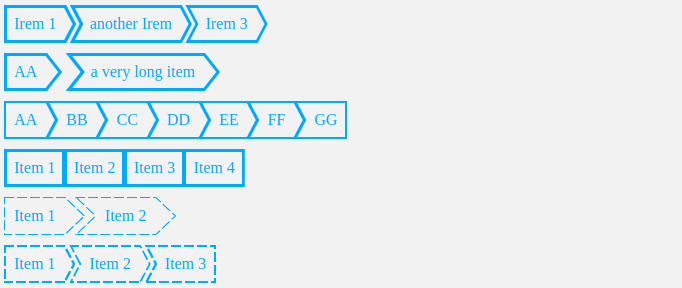 Irem 1 another Irem Irem 3
AA a very long item
AA BB CC DD EE FF GG
Item 1 Item 2 Item 3 Item 4
Item 1 Item 2
Item 1 Item 2 Item 3